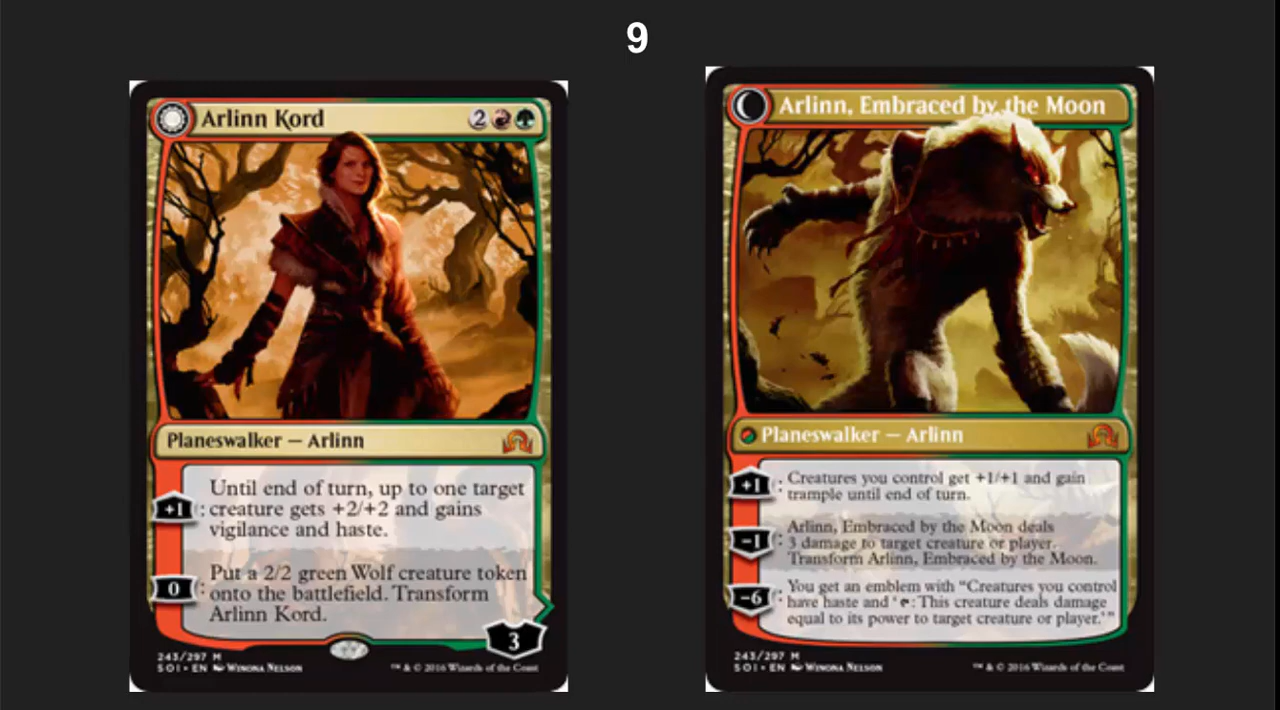 9
Arlinn Kord
2
Planeswalker — Arlinn
+1 : Until end of turn, up to one target
creature gets +2/+2 and gains
vigilance and haste.
0 : Put a 2/2 green Wolf creature token
onto the battlefield. Transform
Arlinn Kord.
3
243/297 M
SOI • EN Winona Nelson
™ & © 2016 Wizards of the Coast
Arlinn, Embraced by the Moon
Planeswalker — Arlinn
+1 : Creatures you control get +1/+1 and gain
trample until end of turn.
-1 : Arlinn, Embraced by the Moon deals
3 damage to target creature or player.
Transform Arlinn, Embraced by the Moon.
-6 : You get an emblem with “Creatures you control
have haste and ‘: This creature deals damage
equal to its power to target creature or player.’”
243/297 M
SOI • EN Winona Nelson
™ & © 2016 Wizards of the Coast